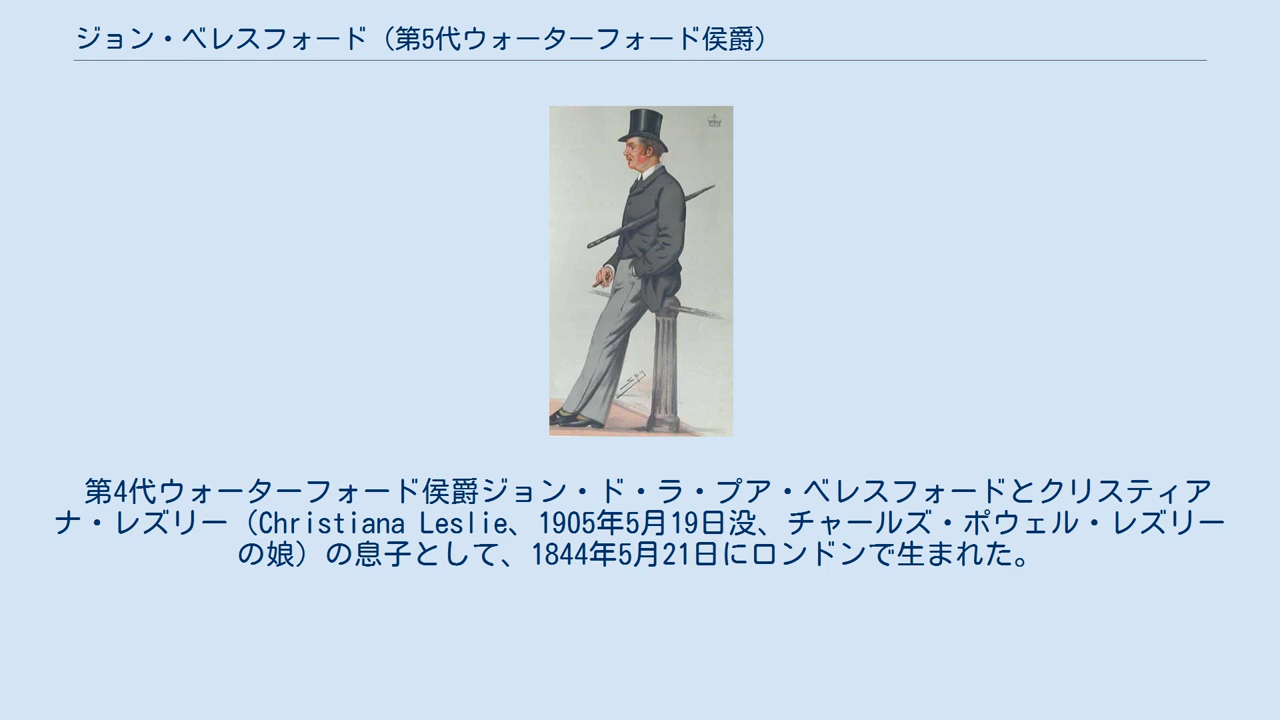 ジョン・ベレスフォード（第5代ウォーターフォード侯爵）
第4代ウォーターフォード侯爵ジョン・ド・ラ・プア・ベレスフォードとクリスティア
ナ・レズリー（Christiana Leslie、1905年5月19日没、チャールズ・ポウェル・レズリー
の娘）の息子として、1844年5月21日にロンドンで生まれた。